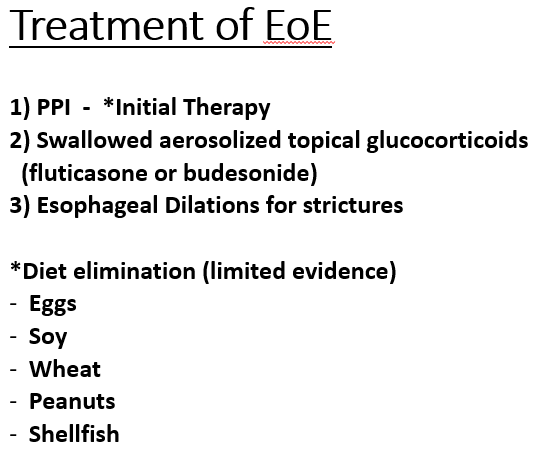 Treatment of EoE
1) PPI - *Initial Therapy
2) Swallowed aerosolized topical glucocorticoids
(fluticasone or budesonide)
3) Esophageal Dilations for strictures
*Diet elimination (limited evidence)
- Eggs
- Soy
- Wheat
- Peanuts
- Shellfish